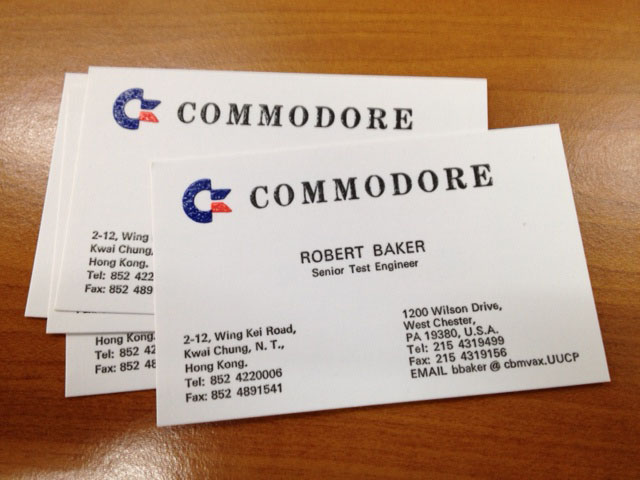 COMMODORE
2-12, Wing
Kwai Chung,
Hong Kong.
Tel: 852 422
Fax: 852 489
Hong Kong.
Tel: 852 42
Fax: 852 48
COMMODORE
ROBERT BAKER
Senior Test Engineer
2-12, Wing Kei Road,
Kwai Chung, N. T.,
Hong Kong.
Tel: 852 4220006
Fax: 852 4891541
1200 Wilson Drive,
West Chester,
PA 19380, U.S.A.
Tel: 215 4319499
Fax: 215 4319156
EMAIL bbaker @ cbmvax.UUCP